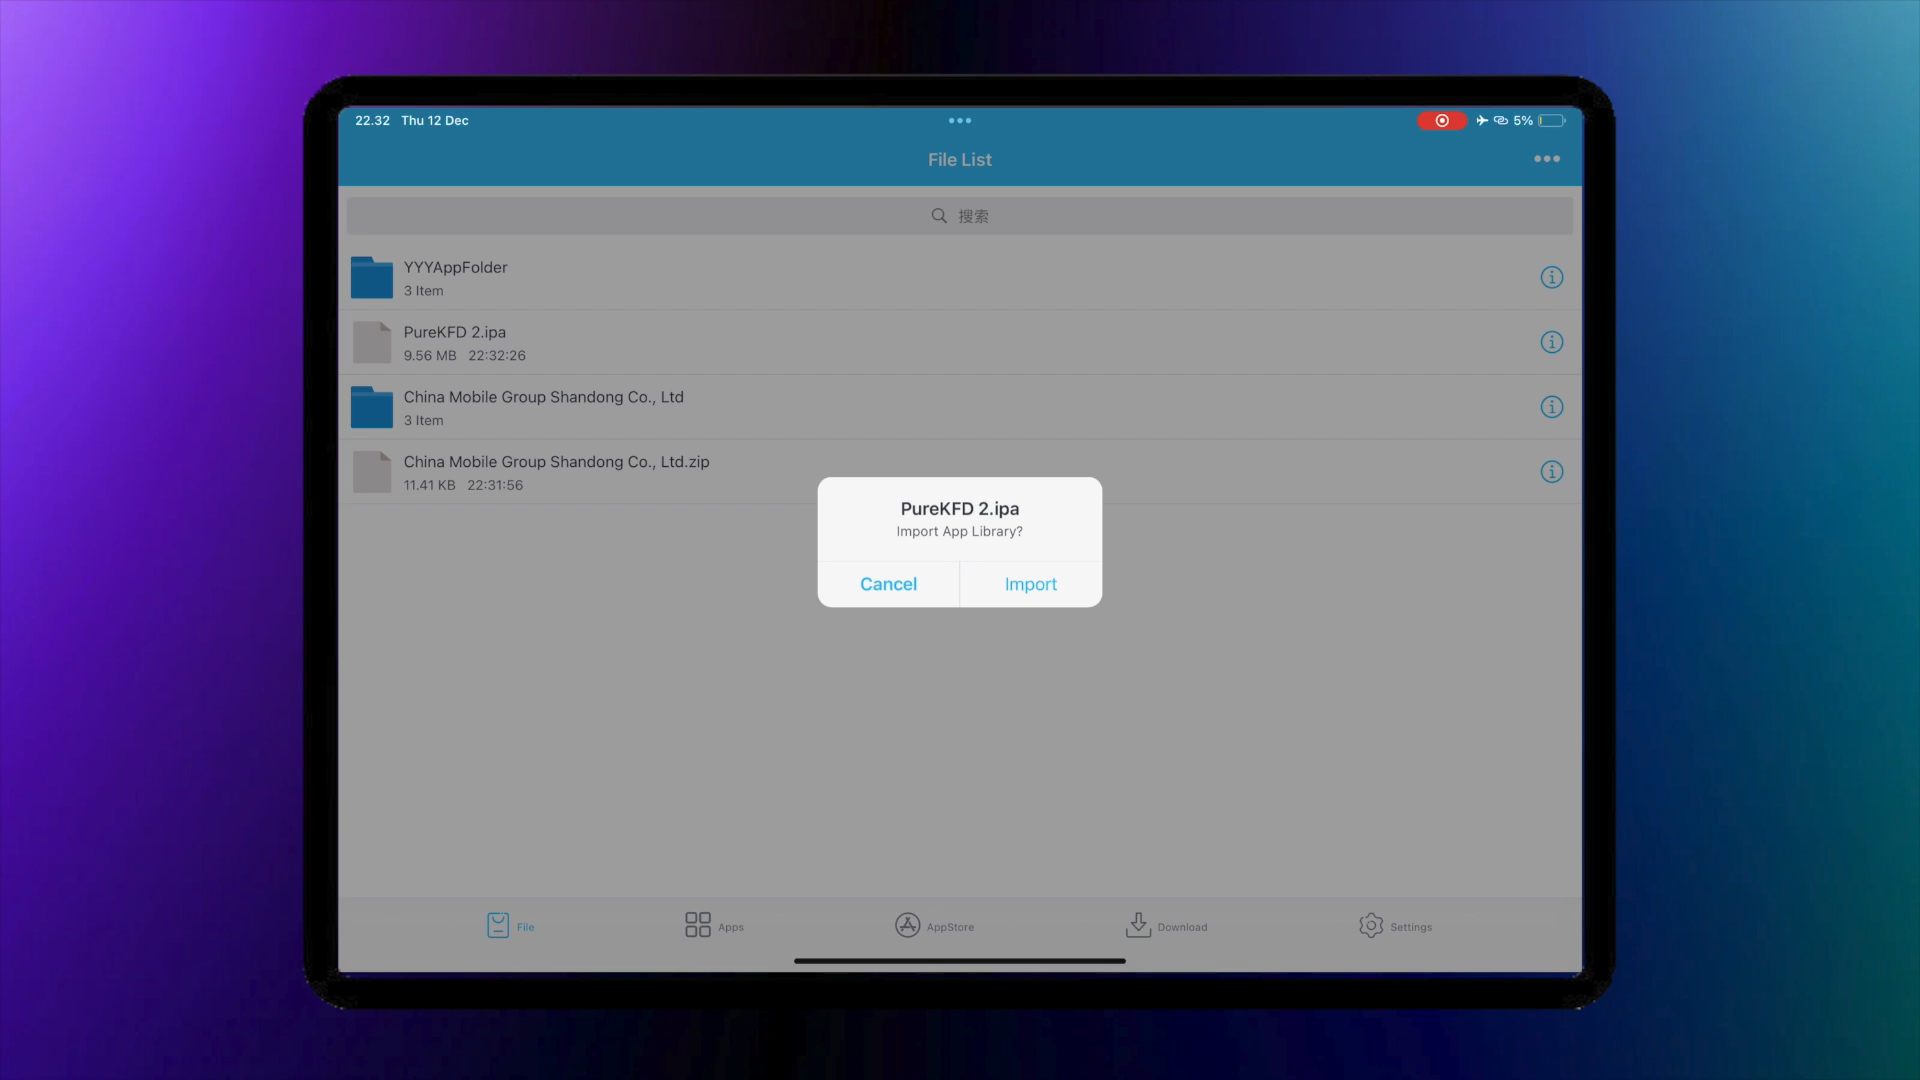 22.32 Thu 12 Dec
5%
File List
搜索
YYYAppFolder
3 Item
PureKFD 2.ipa
9.56 MB 22:32:26
China Mobile Group Shandong Co., Ltd
3 Item
China Mobile Group Shandong Co., Ltd.zip
11.41 KB 22:31:56
PureKFD 2.ipa
Import App Library?
Cancel
Import
File
Apps
AppStore
Download
Settings